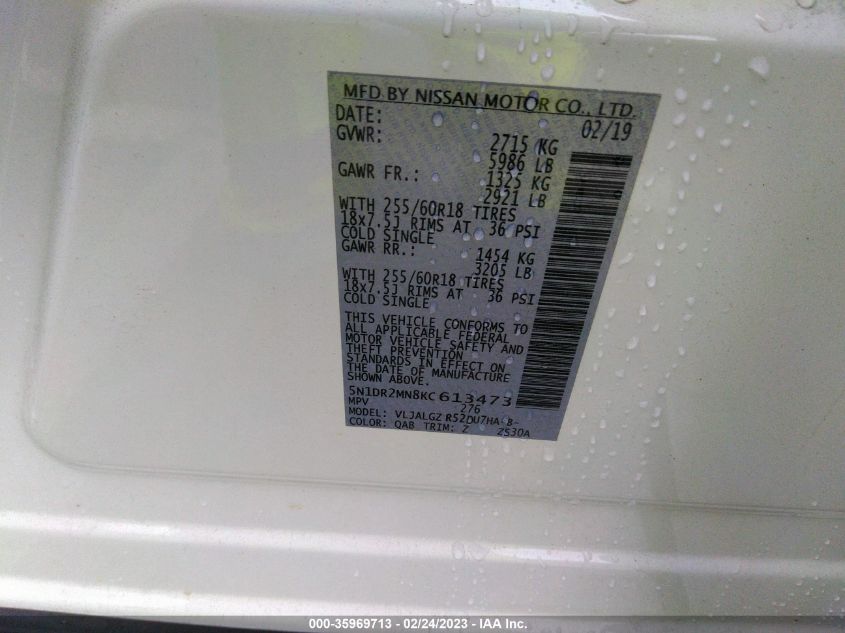 MFD BY NISSAN MOTOR CO., LTD.
DATE: 02/19
GVWR: 2715 KG
5986 LB
GAWR FR.: 1325 KG
2921 LB
WITH 255/60R18 TIRES
18x7.5J RIMS AT 36 PSI
COLD SINGLE
GAWR RR.: 1454 KG
3205 LB
WITH 255/60R18 TIRES
18x7.5J RIMS AT 36 PSI
COLD SINGLE
THIS VEHICLE CONFORMS TO
ALL APPLICABLE FEDERAL
MOTOR VEHICLE SAFETY AND
THEFT PREVENTION
STANDARDS IN EFFECT ON
THE DATE OF MANUFACTURE
SHOWN ABOVE.
5N1DR2MN8KC613473
MPV 276
MODEL: VLJALGZ R52DU7HA-B-
COLOR: QAB TRIM: Z ZS30A
000-35969713 - 02/24/2023 - IAA Inc.